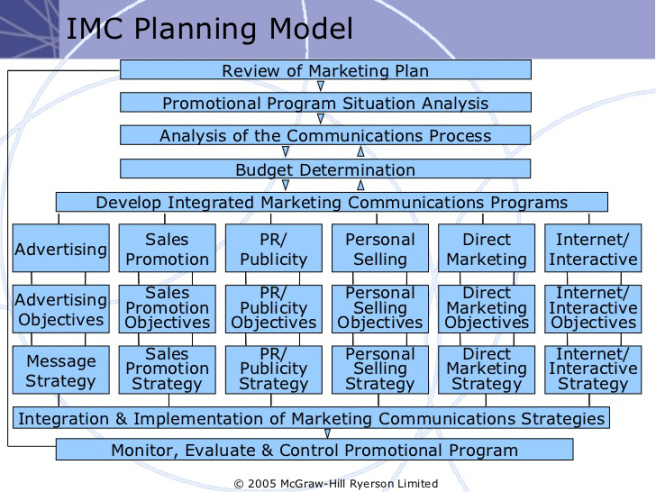 IMC Planning Model
Review of Marketing Plan
Promotional Program Situation Analysis
Analysis of the Communications Process
Budget Determination
Develop Integrated Marketing Communications Programs
Advertising
Sales
Promotion
PR/
Publicity
Personal
Selling
Direct
Marketing
Internet/
Interactive
Advertising
Objectives
Sales
Promotion
Objectives
PR/
Publicity
Objectives
Personal
Selling
Objectives
Direct
Marketing
Objectives
Internet/
Interactive
Objectives
Message
Strategy
Sales
Promotion
Strategy
PR/
Publicity
Strategy
Personal
Selling
Strategy
Direct
Marketing
Strategy
Internet/
Interactive
Strategy
Integration & Implementation of Marketing Communications Strategies
Monitor, Evaluate & Control Promotional Program
© 2005 McGraw-Hill Ryerson Limited